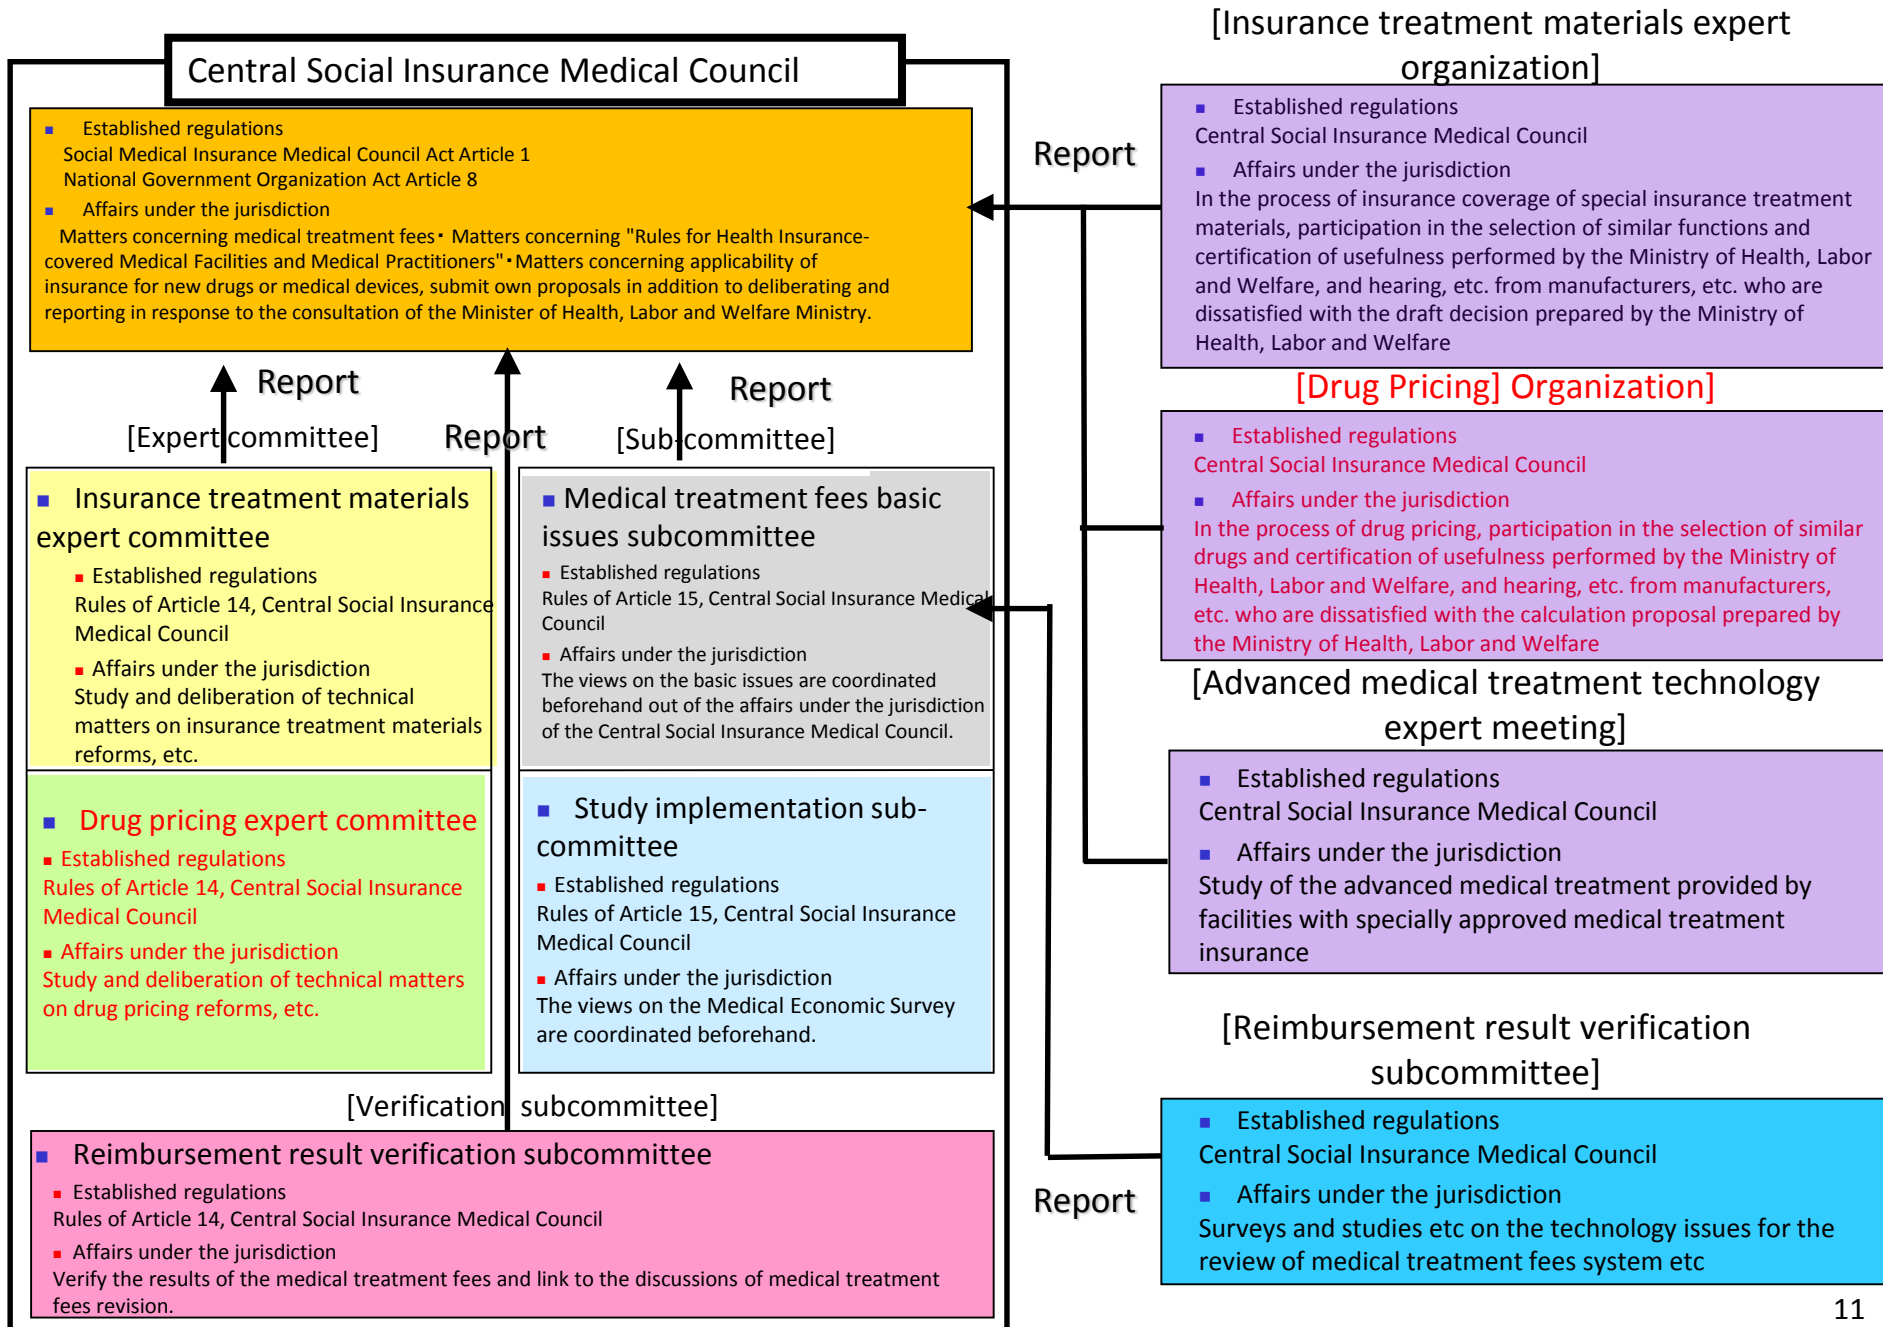 Central Social Insurance Medical Council
■ Established regulations
Social Medical Insurance Medical Council Act Article 1
National Government Organization Act Article 8
■ Affairs under the jurisdiction
Matters concerning medical treatment fees・ Matters concerning "Rules for Health Insurance-
covered Medical Facilities and Medical Practitioners"・Matters concerning applicability of
insurance for new drugs or medical devices, submit own proposals in addition to deliberating and
reporting in response to the consultation of the Minister of Health, Labor and Welfare Ministry.
Report
Report
Report
[Expert committee]
[Sub-committee]
■ Insurance treatment materials
expert committee
■ Established regulations
Rules of Article 14, Central Social Insurance
Medical Council
■ Affairs under the jurisdiction
Study and deliberation of technical
matters on insurance treatment materials
reforms, etc.
■ Drug pricing expert committee
■ Established regulations
Rules of Article 14, Central Social Insurance
Medical Council
■ Affairs under the jurisdiction
Study and deliberation of technical matters
on drug pricing reforms, etc.
■ Medical treatment fees basic
issues subcommittee
■ Established regulations
Rules of Article 15, Central Social Insurance Medical
Council
■ Affairs under the jurisdiction
The views on the basic issues are coordinated
beforehand out of the affairs under the jurisdiction
of the Central Social Insurance Medical Council.
■ Study implementation sub-
committee
■ Established regulations
Rules of Article 15, Central Social Insurance
Medical Council
■ Affairs under the jurisdiction
The views on the Medical Economic Survey
are coordinated beforehand.
[Verification subcommittee]
■ Reimbursement result verification subcommittee
■ Established regulations
Rules of Article 14, Central Social Insurance Medical Council
■ Affairs under the jurisdiction
Verify the results of the medical treatment fees and link to the discussions of medical treatment
fees revision.
Report
[Insurance treatment materials expert
organization]
■ Established regulations
Central Social Insurance Medical Council
■ Affairs under the jurisdiction
In the process of insurance coverage of special insurance treatment
materials, participation in the selection of similar functions and
certification of usefulness performed by the Ministry of Health, Labor
and Welfare, and hearing, etc. from manufacturers, etc. who are
dissatisfied with the draft decision prepared by the Ministry of
Health, Labor and Welfare
[Drug Pricing] Organization]
■ Established regulations
Central Social Insurance Medical Council
■ Affairs under the jurisdiction
In the process of drug pricing, participation in the selection of similar
drugs and certification of usefulness performed by the Ministry of
Health, Labor and Welfare, and hearing, etc. from manufacturers,
etc. who are dissatisfied with the calculation proposal prepared by
the Ministry of Health, Labor and Welfare
[Advanced medical treatment technology
expert meeting]
■ Established regulations
Central Social Insurance Medical Council
■ Affairs under the jurisdiction
Study of the advanced medical treatment provided by
facilities with specially approved medical treatment
insurance
[Reimbursement result verification
subcommittee]
Report
■ Established regulations
Central Social Insurance Medical Council
■ Affairs under the jurisdiction
Surveys and studies etc on the technology issues for the
review of medical treatment fees system etc
11